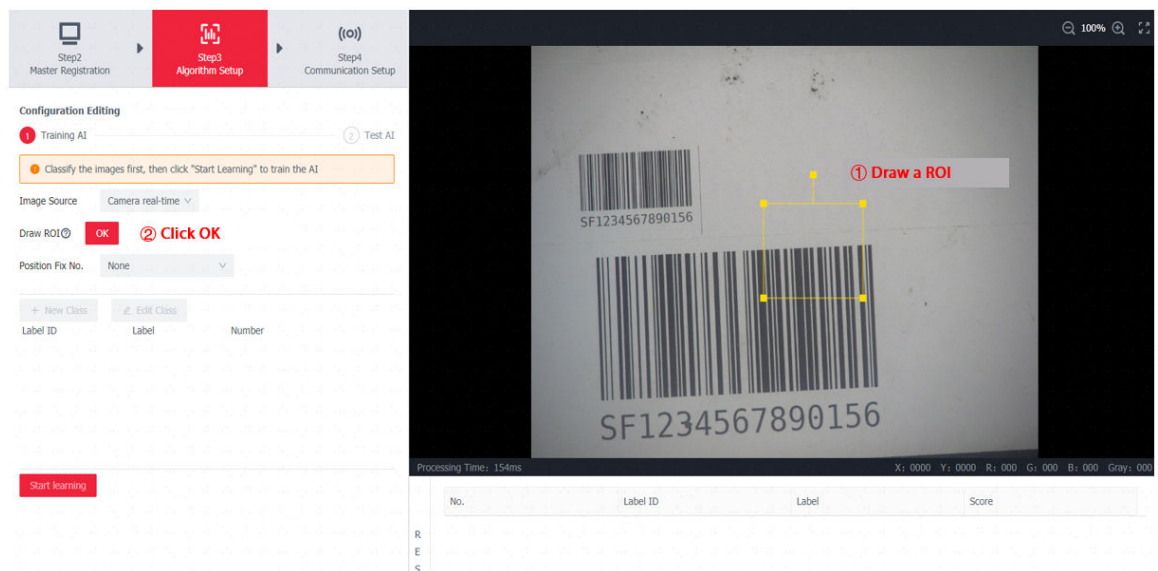 Step2
Master Registration
Step3
Algorithm Setup
Step4
Communication Setup
100%
Configuration Editing
1 Training AI
2 Test AI
Classify the images first, then click "Start Learning" to train the AI
Image Source Camera real-time
Draw ROI OK ② Click OK
Position Fix No. None
+ New Class Edit Class
Label ID Label Number
Start learning
① Draw a ROI
SF1234567890156
SF1234567890156
Processing Time: 154ms X: 0000 Y: 0000 R: 000 G: 000 B: 000 Gray: 000
No. Label ID Label Score
R
E
S